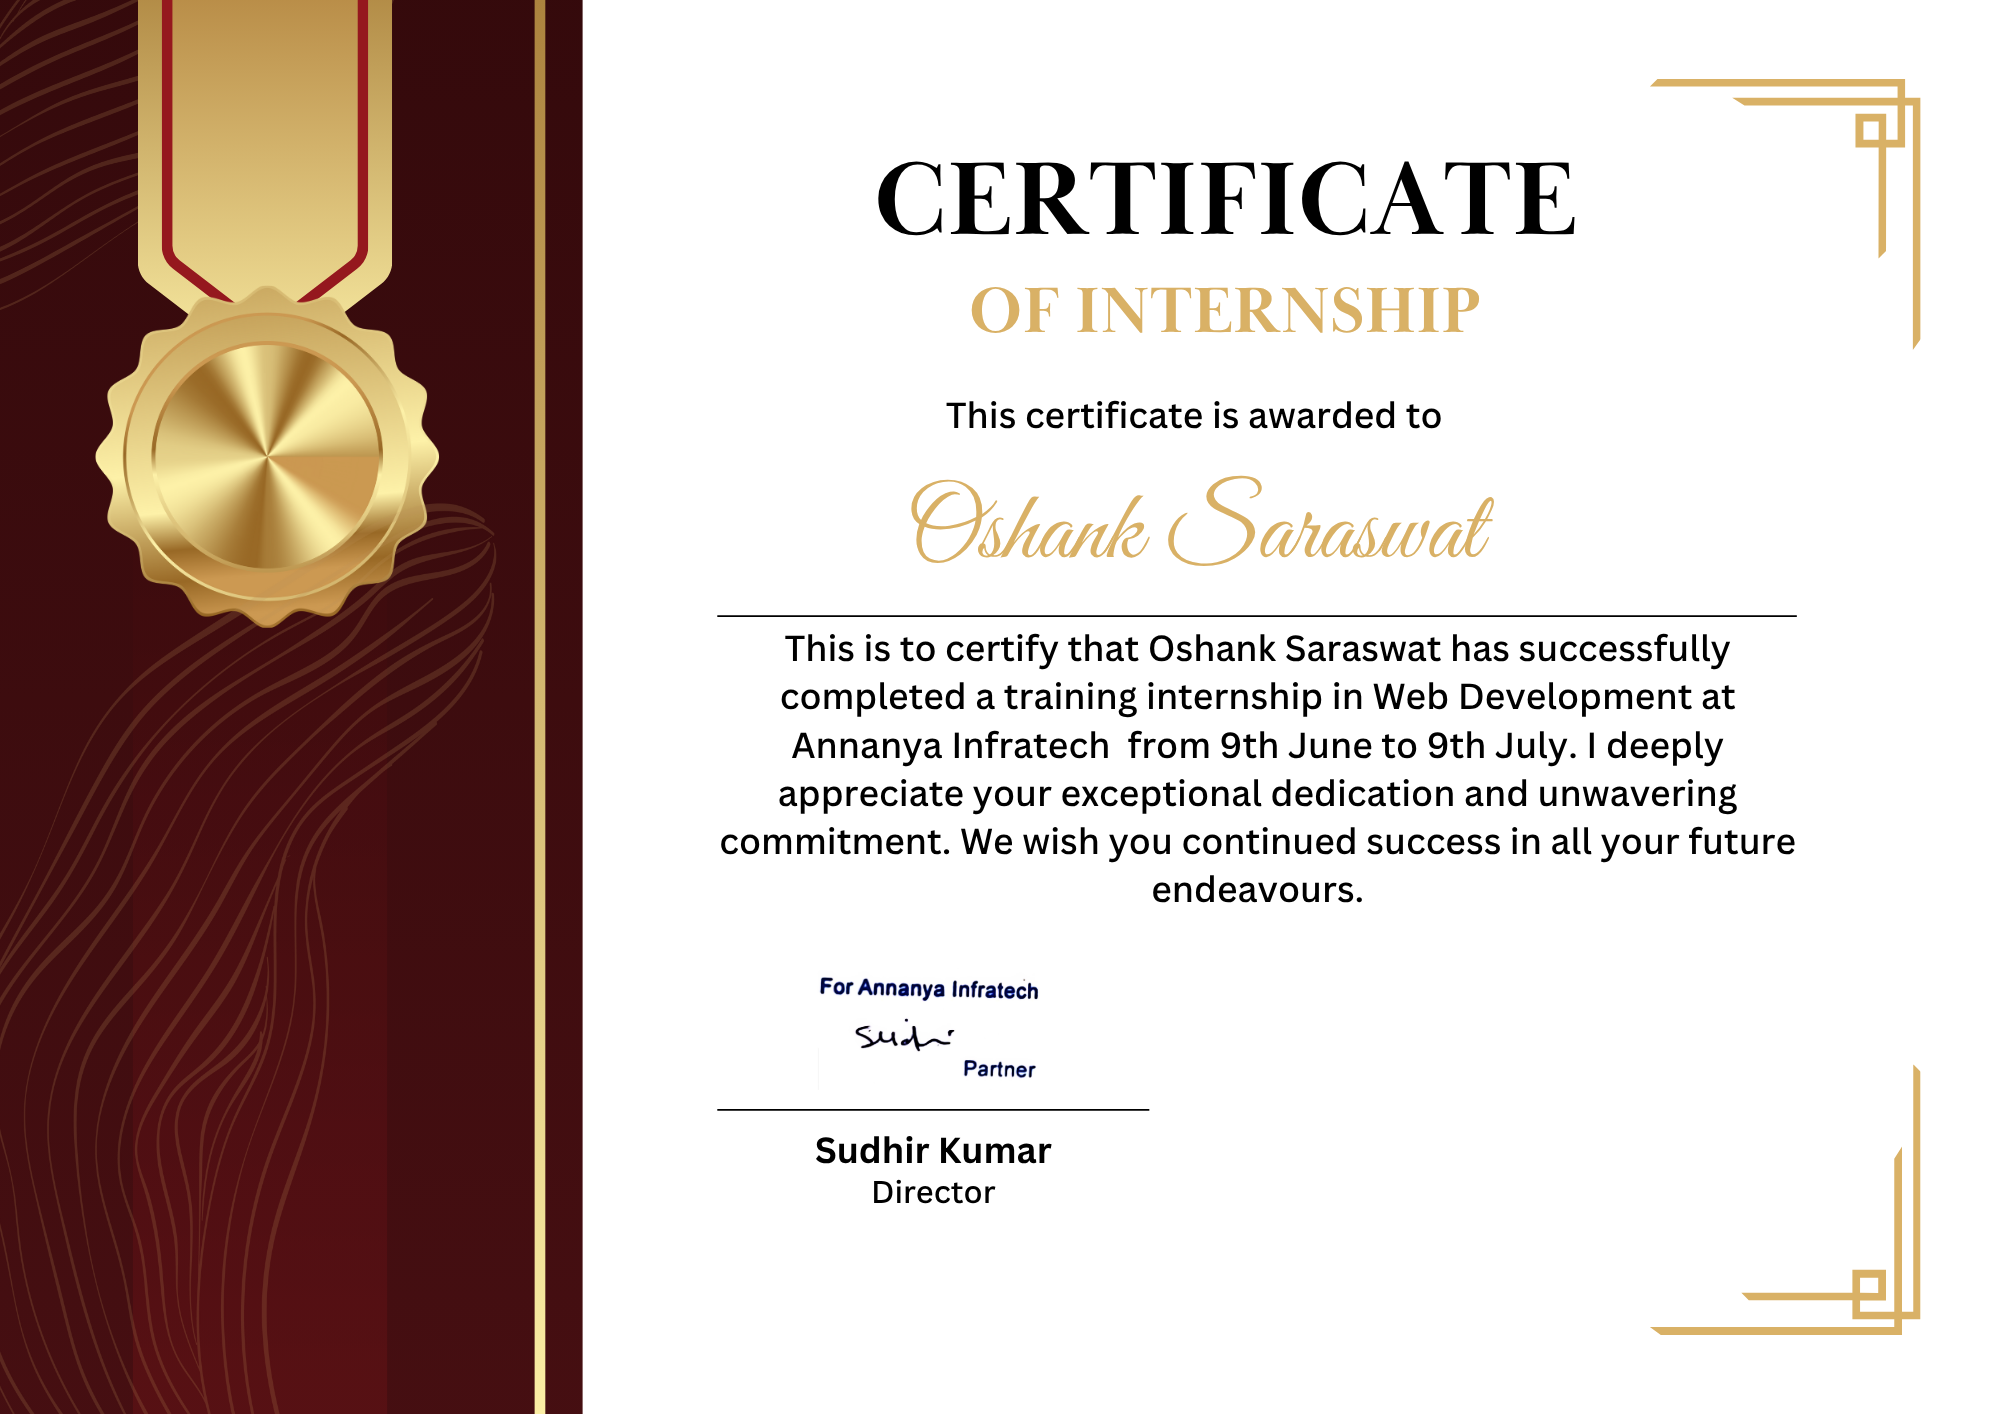 CERTIFICATE
OF INTERNSHIP
This certificate is awarded to
Oshank Saraswat
This is to certify that Oshank Saraswat has successfully
completed a training internship in Web Development at
Annanya Infratech  from 9th June to 9th July. I deeply
appreciate your exceptional dedication and unwavering
commitment. We wish you continued success in all your future
endeavours.
For Annanya Infratech
Partner
Sudhir Kumar
Director